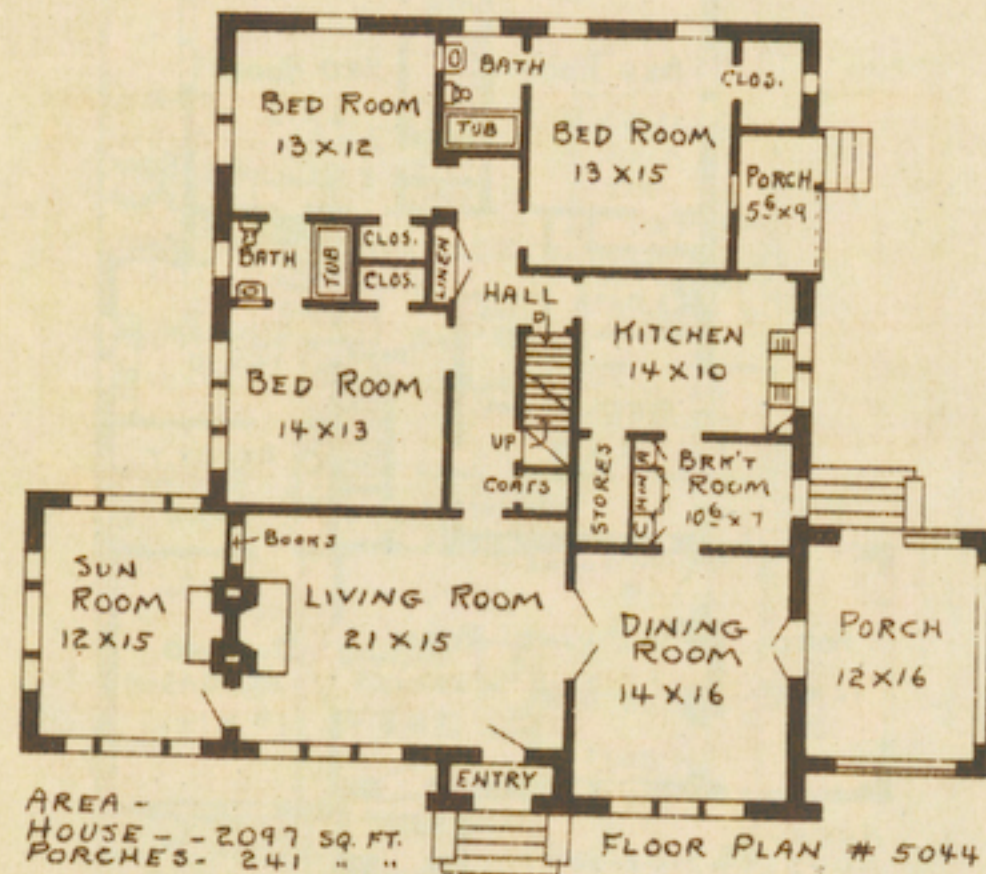 BED ROOM
13 X 12
BATH
TUB
BED ROOM
13 X 15
CLOS.
PORCH
5⁶ X 9
BATH
TUB
CLOS.
CLOS.
LINEN
HALL
D
KITCHEN
14 X 10
BED ROOM
14 X 13
UP
COATS
STORES
CHINA
BRK'T
ROOM
10⁶ X 7
BOOKS
SUN
ROOM
12 X 15
LIVING ROOM
21 X 15
DINING
ROOM
14 X 16
PORCH
12 X 16
ENTRY
AREA -
HOUSE - - 2097 SQ. FT.
PORCHES - 241 " "
FLOOR PLAN # 5044